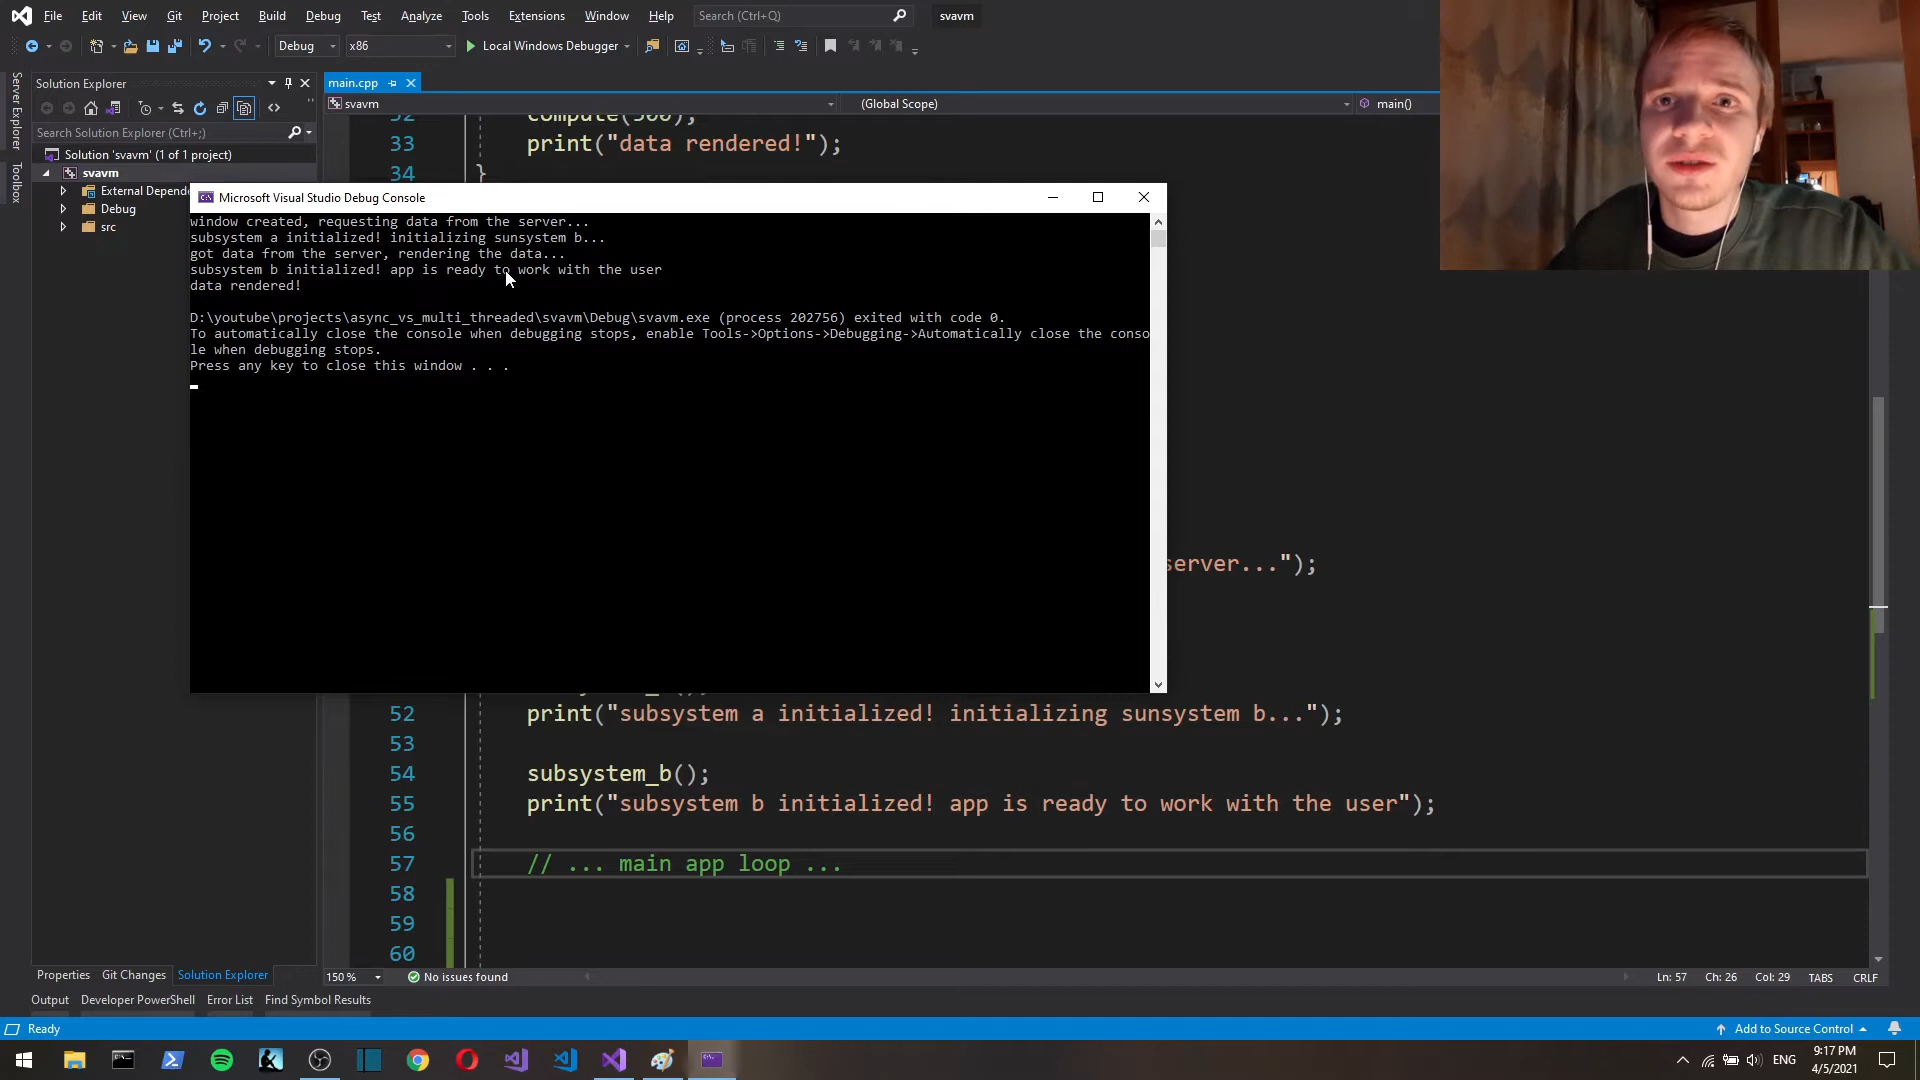 File Edit View Git Project Build Debug Test Analyze Tools Extensions Window Help Search (Ctrl+Q) svavm
Debug x86 Local Windows Debugger
Server Explorer
Toolbox
Solution Explorer
Search Solution Explorer (Ctrl+;)
Solution 'svavm' (1 of 1 project)
svavm
External Depende
Debug
src
main.cpp
svavm (Global Scope) main()
32 compute(500);
33 print("data rendered!");
34 }
Microsoft Visual Studio Debug Console
window created, requesting data from the server...
subsystem a initialized! initializing sunsystem b...
got data from the server, rendering the data...
subsystem b initialized! app is ready to work with the user
data rendered!
D:\youtube\projects\async_vs_multi_threaded\svavm\Debug\svavm.exe (process 202756) exited with code 0.
To automatically close the console when debugging stops, enable Tools->Options->Debugging->Automatically close the conso
le when debugging stops.
Press any key to close this window . . .
server...");
52 print("subsystem a initialized! initializing sunsystem b...");
53
54 subsystem_b();
55 print("subsystem b initialized! app is ready to work with the user");
56
57 // ... main app loop ...
58
59
60
Properties Git Changes Solution Explorer
150 % No issues found Ln: 57 Ch: 26 Col: 29 TABS CRLF
Output Developer PowerShell Error List Find Symbol Results
Ready Add to Source Control
ENG 9:17 PM
4/5/2021